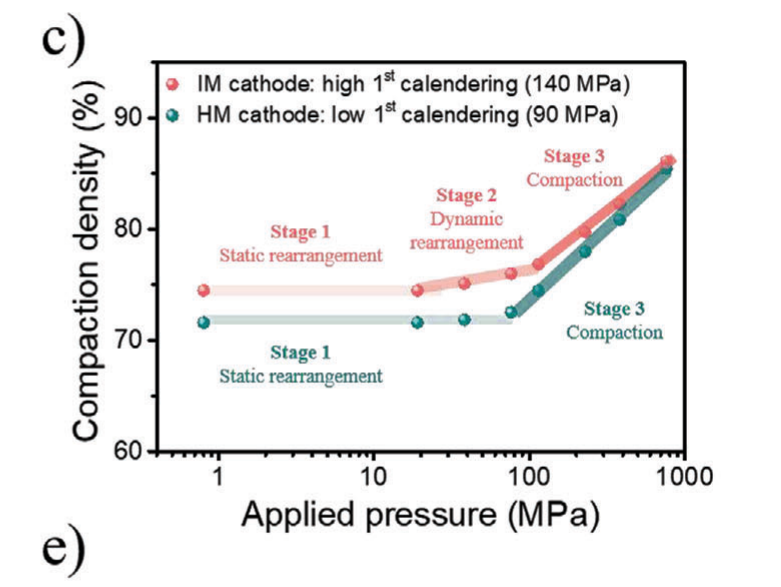 c)
IM cathode: high 1st calendering (140 MPa)
HM cathode: low 1st calendering (90 MPa)
Compaction density (%)
90
80
70
60
Stage 3
Compaction
Stage 2
Dynamic
rearrangement
Stage 1
Static rearrangement
Stage 3
Compaction
Stage 1
Static rearrangement
1
10
100
1000
Applied pressure (MPa)
e)